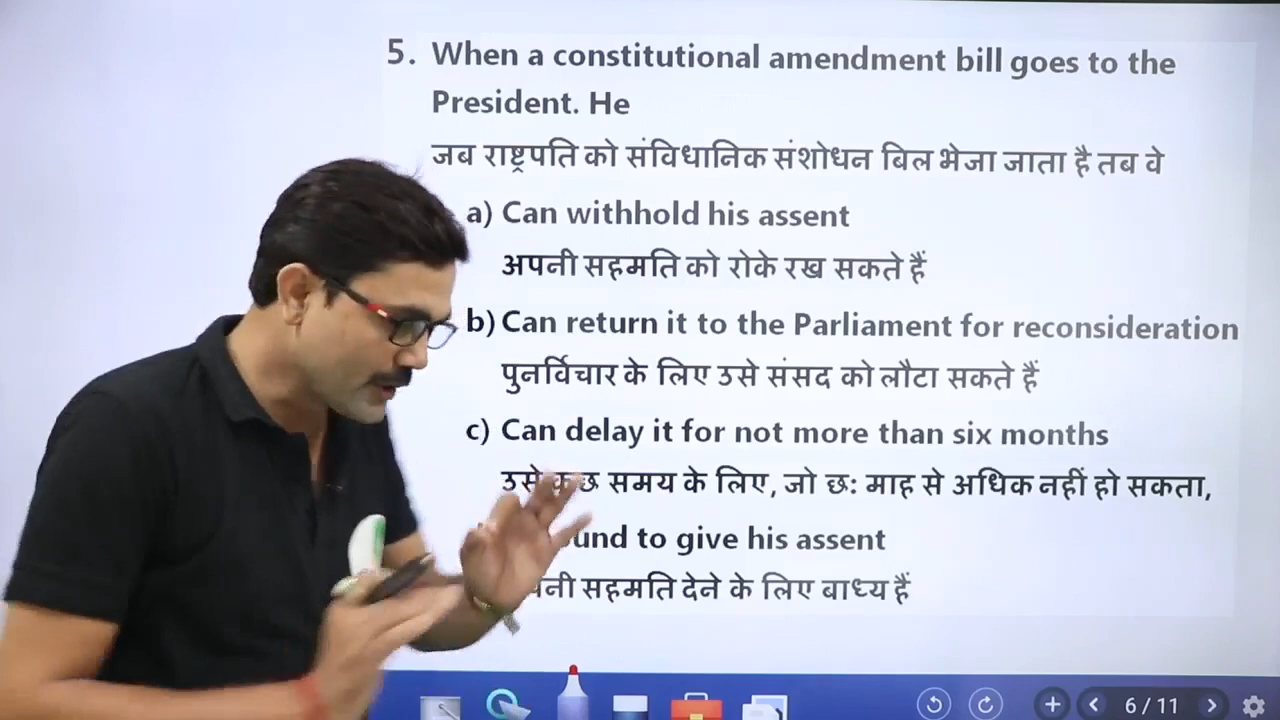 5. When a constitutional amendment bill goes to the
President. He
जब राष्ट्रपति को संविधानिक संशोधन बिल भेजा जाता है तब वे
a) Can withhold his assent
अपनी सहमति को रोके रख सकते हैं
b) Can return it to the Parliament for reconsideration
पुनर्विचार के लिए उसे संसद को लौटा सकते हैं
c) Can delay it for not more than six months
उसे कुछ समय के लिए, जो छः माह से अधिक नहीं हो सकता,
to give his assent
सहमति देने के लिए बाध्य हैं
6 / 11